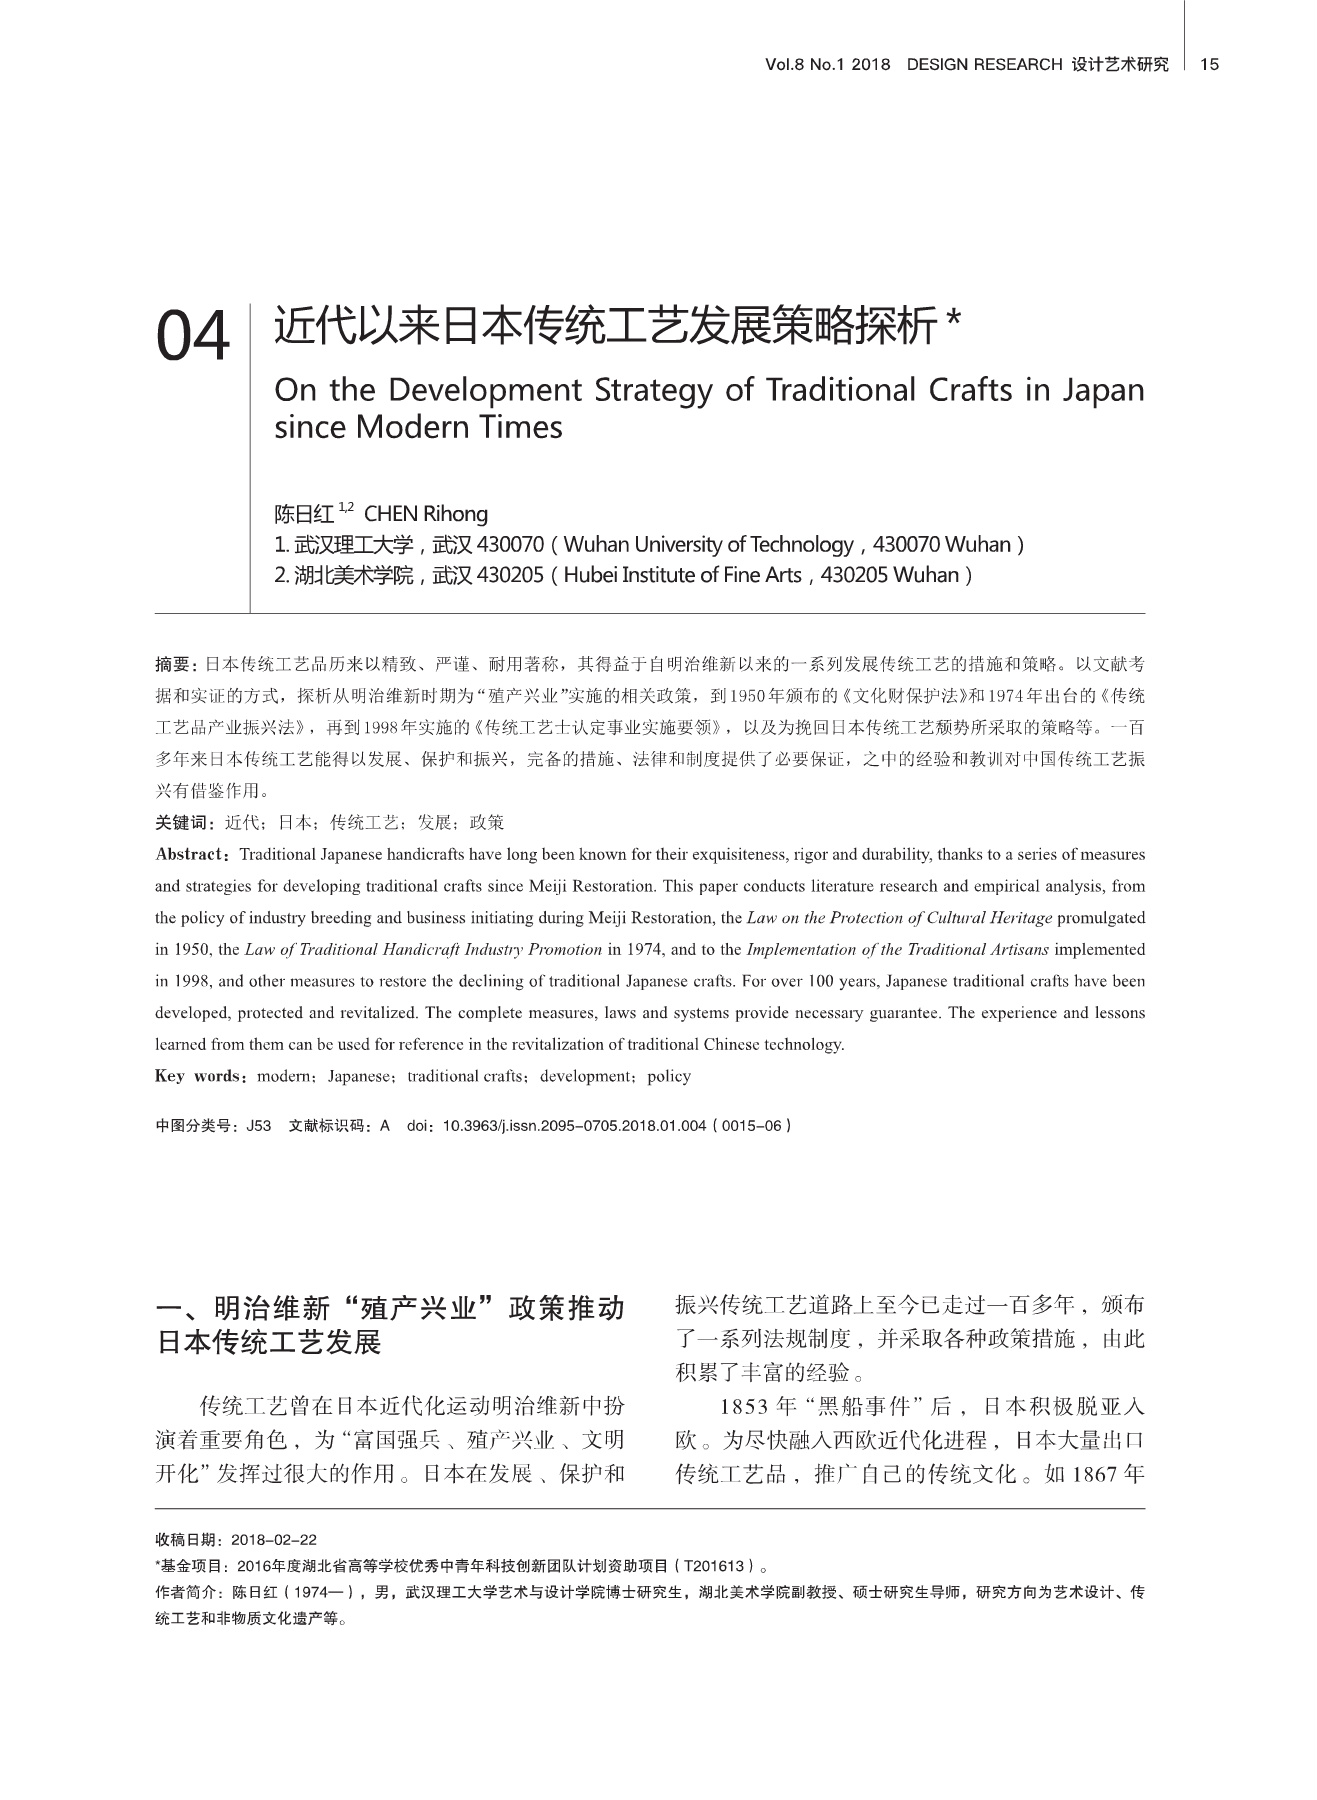 Vol.8 No.1 2018 DESIGN RESEARCH 设计艺术研究 15
04
近代以来日本传统工艺发展策略探析*
On the Development Strategy of Traditional Crafts in Japan
since Modern Times
陈日红 1,2 CHEN Rihong
1. 武汉理工大学，武汉 430070（Wuhan University of Technology，430070 Wuhan）
2. 湖北美术学院，武汉 430205（Hubei Institute of Fine Arts，430205 Wuhan）
摘要：日本传统工艺品历来以精致、严谨、耐用著称，其得益于自明治维新以来的一系列发展传统工艺的措施和策略。以文献考
据和实证的方式，探析从明治维新时期为“殖产兴业”实施的相关政策，到1950年颁布的《文化财保护法》和1974年出台的《传统
工艺品产业振兴法》，再到1998年实施的《传统工艺士认定事业实施要领》，以及为挽回日本传统工艺颓势所采取的策略等。一百
多年来日本传统工艺能得以发展、保护和振兴，完备的措施、法律和制度提供了必要保证，之中的经验和教训对中国传统工艺振
兴有借鉴作用。
关键词：近代；日本；传统工艺；发展；政策
Abstract：Traditional Japanese handicrafts have long been known for their exquisiteness, rigor and durability, thanks to a series of measures
and strategies for developing traditional crafts since Meiji Restoration. This paper conducts literature research and empirical analysis, from
the policy of industry breeding and business initiating during Meiji Restoration, the Law on the Protection of Cultural Heritage promulgated
in 1950, the Law of Traditional Handicraft Industry Promotion in 1974, and to the Implementation of the Traditional Artisans implemented
in 1998, and other measures to restore the declining of traditional Japanese crafts. For over 100 years, Japanese traditional crafts have been
developed, protected and revitalized. The complete measures, laws and systems provide necessary guarantee. The experience and lessons
learned from them can be used for reference in the revitalization of traditional Chinese technology.
Key words：modern；Japanese；traditional crafts；development；policy
中图分类号：J53 文献标识码：A doi：10.3963/j.issn.2095-0705.2018.01.004（0015-06）
一、明治维新“殖产兴业”政策推动
日本传统工艺发展
传统工艺曾在日本近代化运动明治维新中扮
演着重要角色，为“富国强兵、殖产兴业、文明
开化”发挥过很大的作用。日本在发展、保护和
振兴传统工艺道路上至今已走过一百多年，颁布
了一系列法规制度，并采取各种政策措施，由此
积累了丰富的经验。
1853 年“黑船事件”后，日本积极脱亚入
欧。为尽快融入西欧近代化进程，日本大量出口
传统工艺品，推广自己的传统文化。如 1867 年
收稿日期：2018-02-22
*基金项目：2016年度湖北省高等学校优秀中青年科技创新团队计划资助项目（T201613）。
作者简介：陈日红（1974—），男，武汉理工大学艺术与设计学院博士研究生，湖北美术学院副教授、硕士研究生导师，研究方向为艺术设计、传
统工艺和非物质文化遗产等。